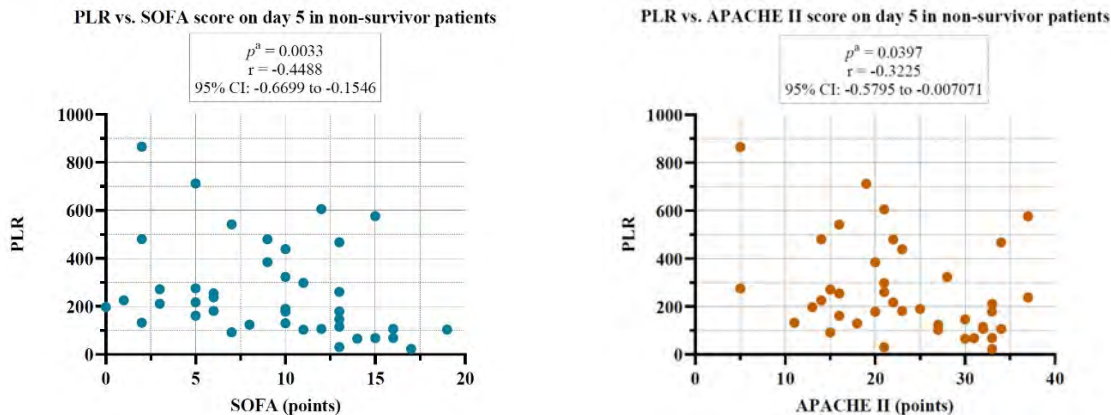 PLR vs. SOFA score on day 5 in non-survivor patients
pª = 0.0033
r = -0.4488
95% CI: -0.6699 to -0.1546
1000
800
600
400
200
0
PLR
0 5 10 15 20
SOFA (points)
PLR vs. APACHE II score on day 5 in non-survivor patients
pª = 0.0397
r = -0.3225
95% CI: -0.5795 to -0.007071
1000
800
600
400
200
0
PLR
0 10 20 30 40
APACHE II (points)